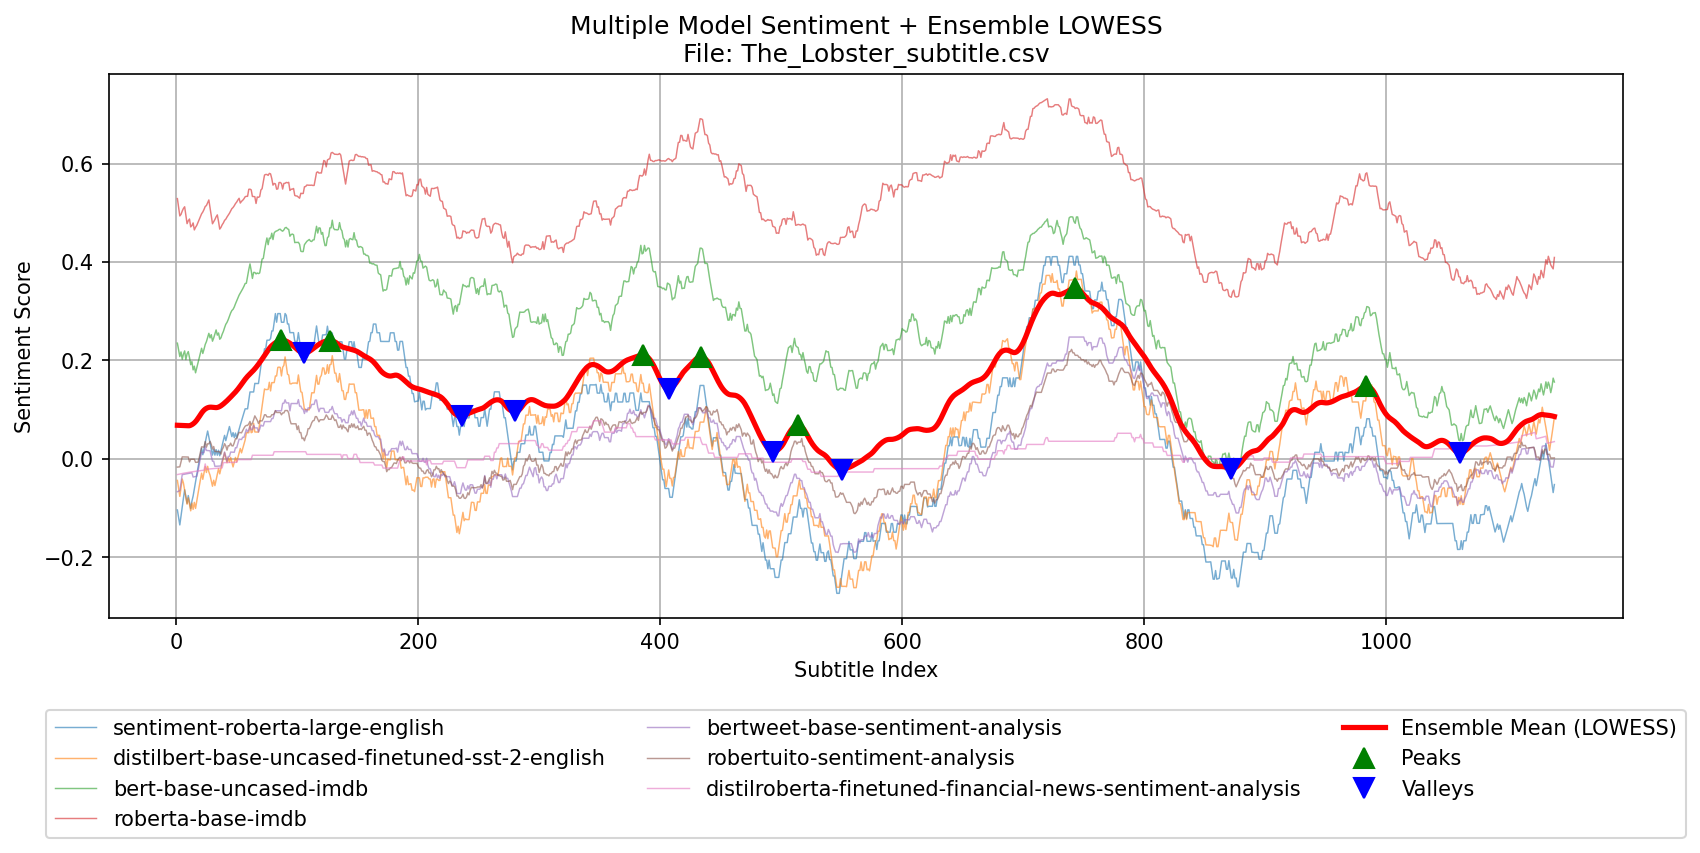 Multiple Model Sentiment + Ensemble LOWESS
File: The_Lobster_subtitle.csv
Sentiment Score
0.6
0.4
0.2
0.0
−0.2
0
200
400
600
800
1000
Subtitle Index
sentiment-roberta-large-english
distilbert-base-uncased-finetuned-sst-2-english
bert-base-uncased-imdb
roberta-base-imdb
bertweet-base-sentiment-analysis
robertuito-sentiment-analysis
distilroberta-finetuned-financial-news-sentiment-analysis
Ensemble Mean (LOWESS)
Peaks
Valleys